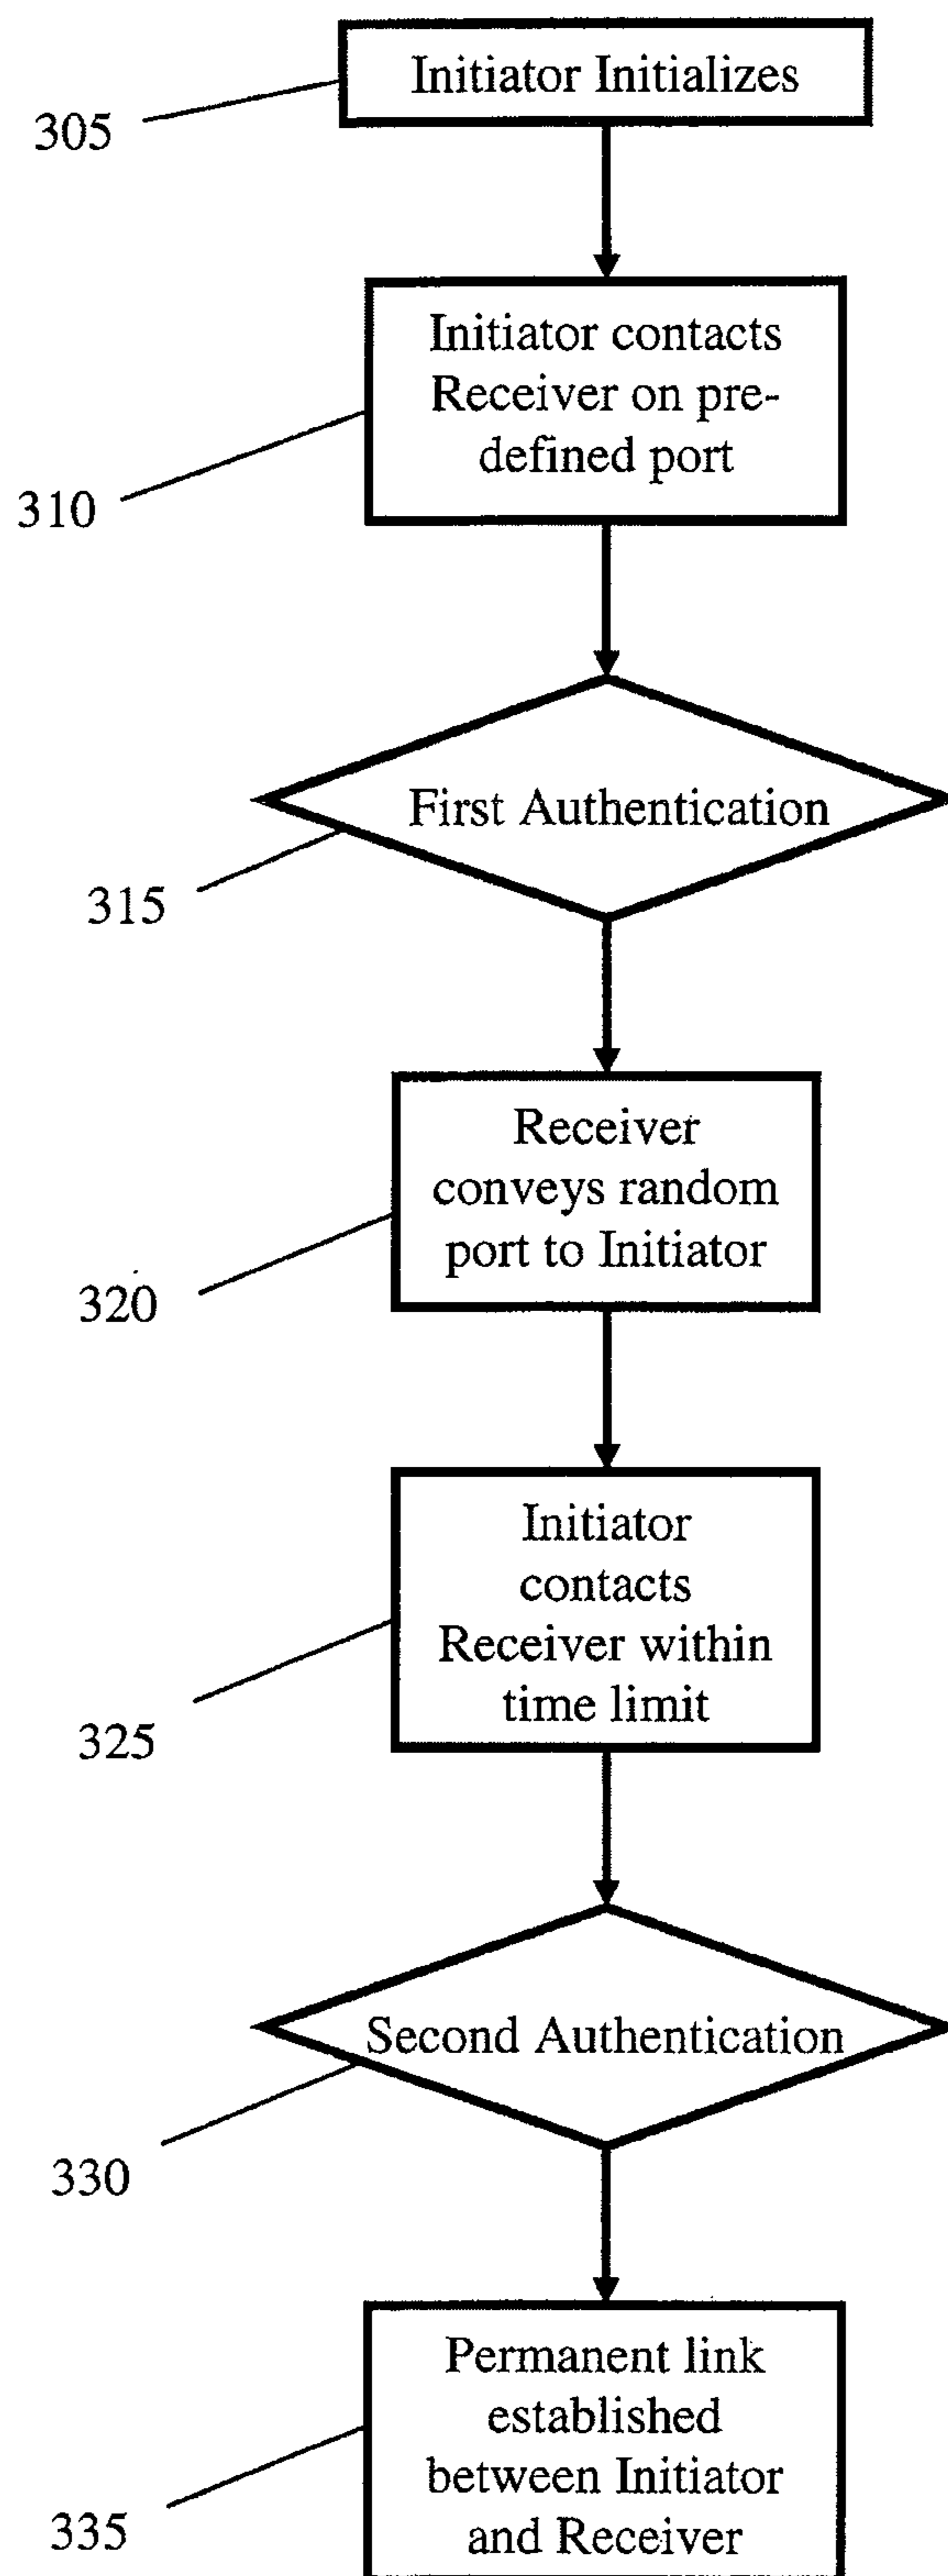 Initiator Initializes
305
Initiator contacts
Receiver on pre-
defined port
310
First Authentication
315
Receiver
conveys random
port to Initiator
320
Initiator
contacts
Receiver within
time limit
325
Second Authentication
330
Permanent link
established
between Initiator
and Receiver
335